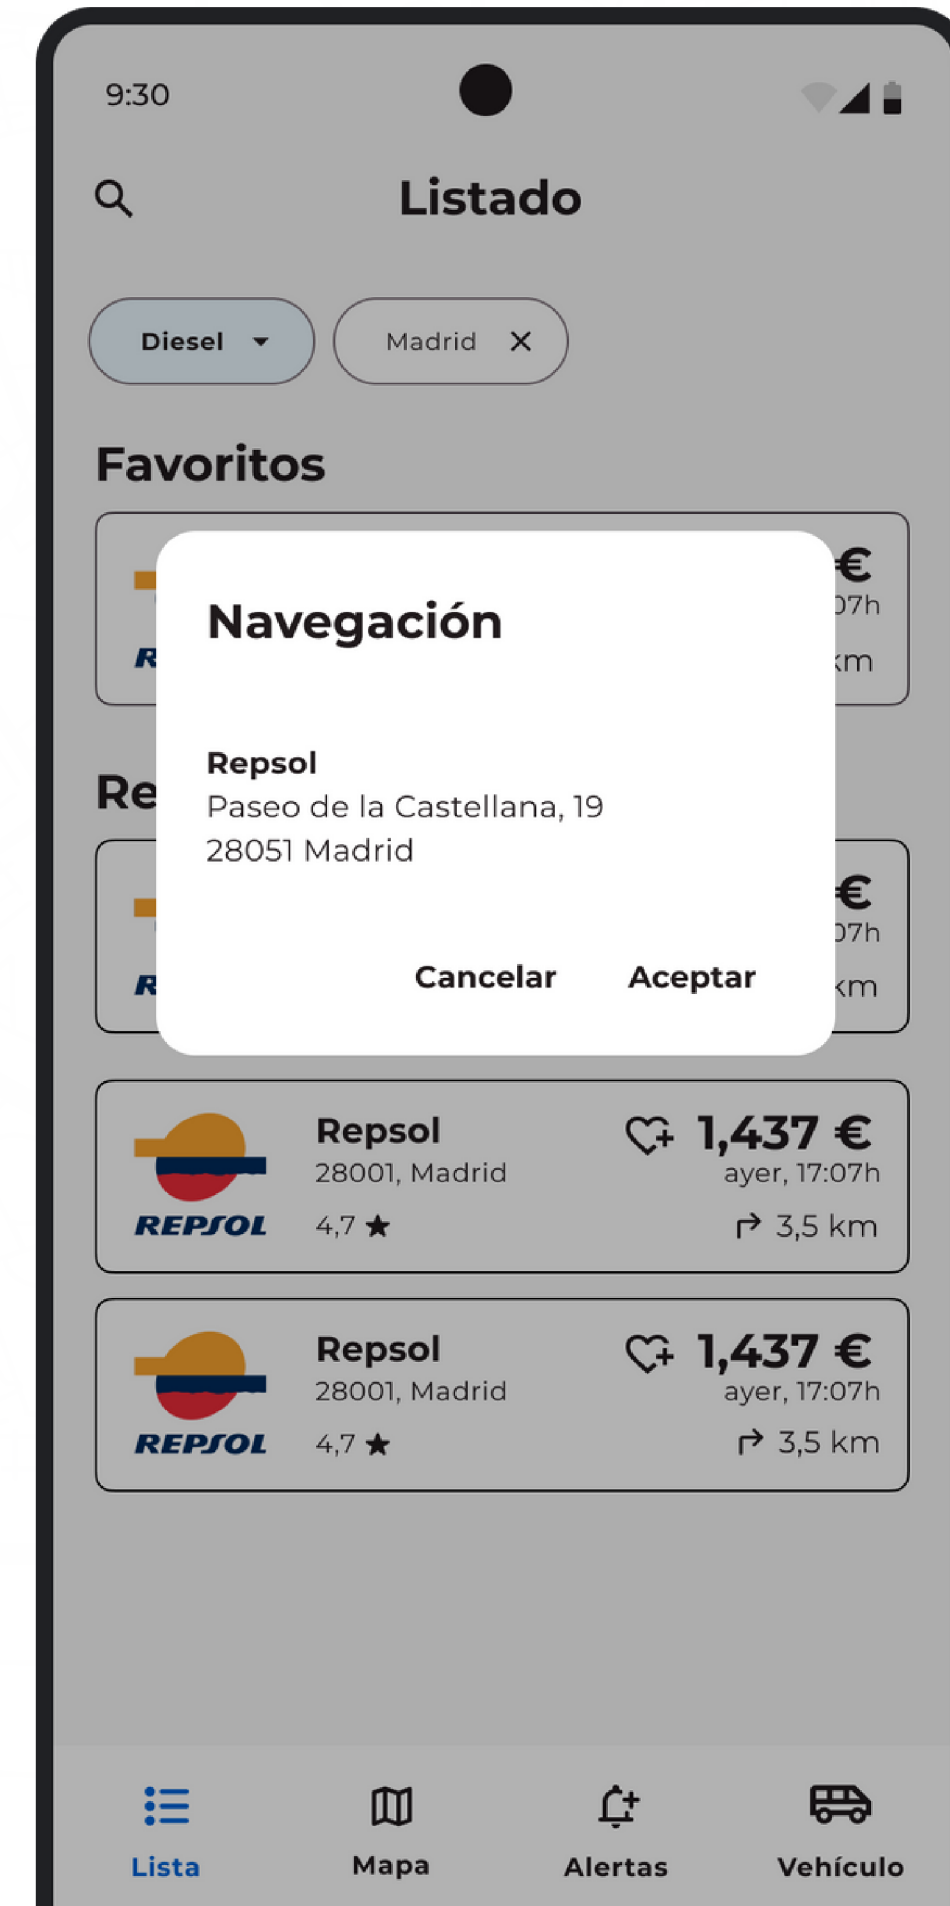 9:30
Listado
Diesel
Madrid
Favoritos
€
07h
km
Navegación
Repsol
Paseo de la Castellana, 19
28051 Madrid
Cancelar
Aceptar
Re
€
07h
km
Repsol
1,437 €
28001, Madrid
ayer, 17:07h
4,7 ★
3,5 km
REPSOL
Repsol
1,437 €
28001, Madrid
ayer, 17:07h
4,7 ★
3,5 km
REPSOL
Lista
Mapa
Alertas
Vehículo